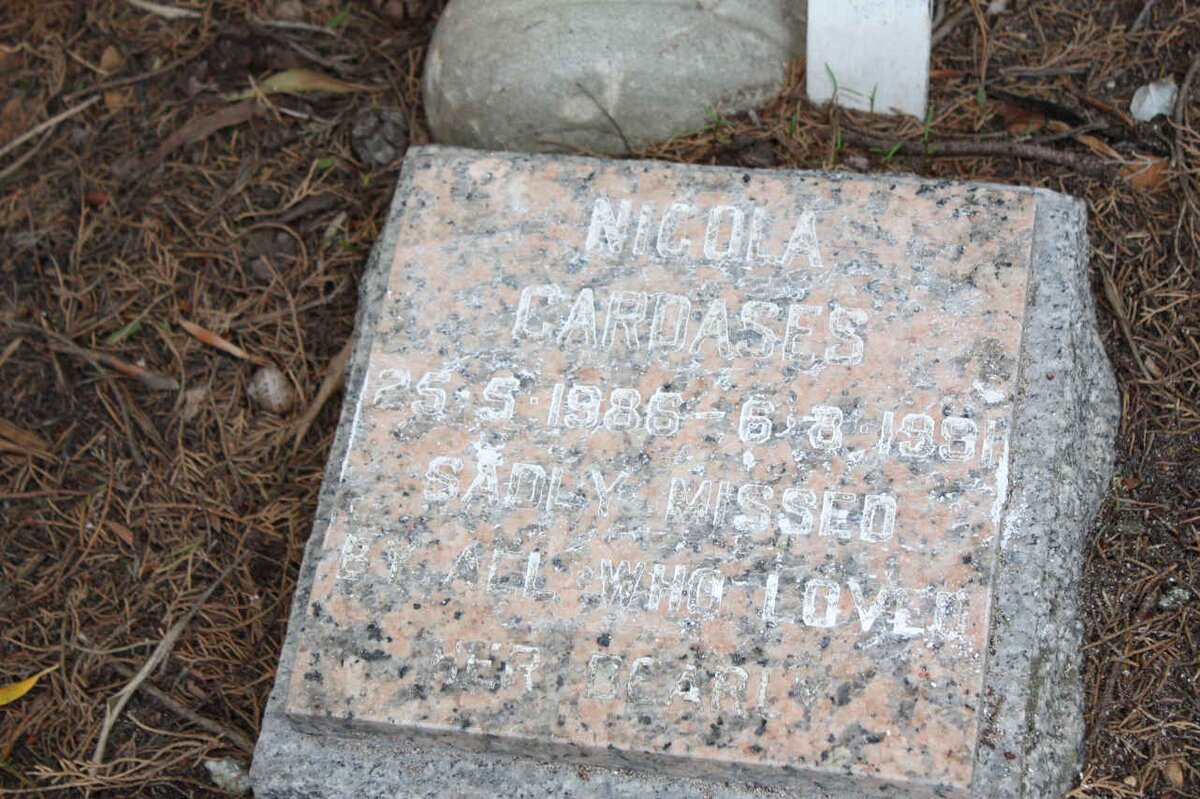 NICOLA
CARDASES
25·5·1986 – 6·8·1991
SADLY MISSED
BY ALL WHO LOVED
HER DEARLY